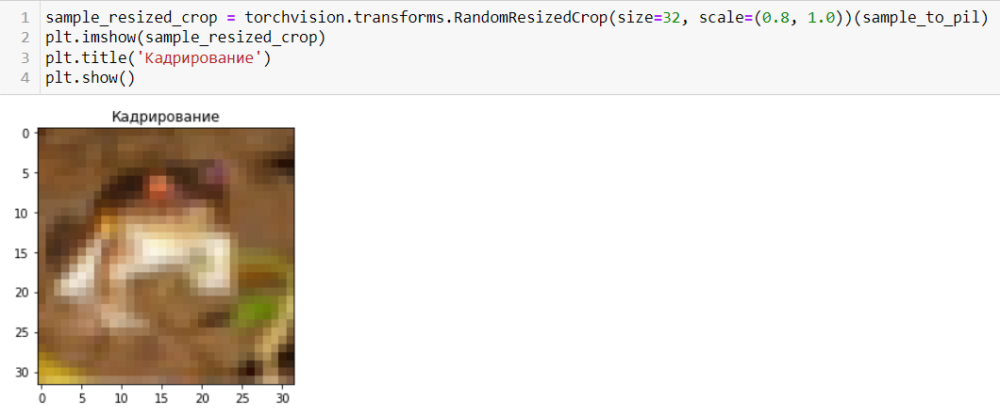 1 sample_resized_crop = torchvision.transforms.RandomResizedCrop(size=32, scale=(0.8, 1.0))(sample_to_pil)
2 plt.imshow(sample_resized_crop)
3 plt.title('Кадрирование')
4 plt.show()
Кадрирование
0
5
10
15
20
25
30
0 5 10 15 20 25 30